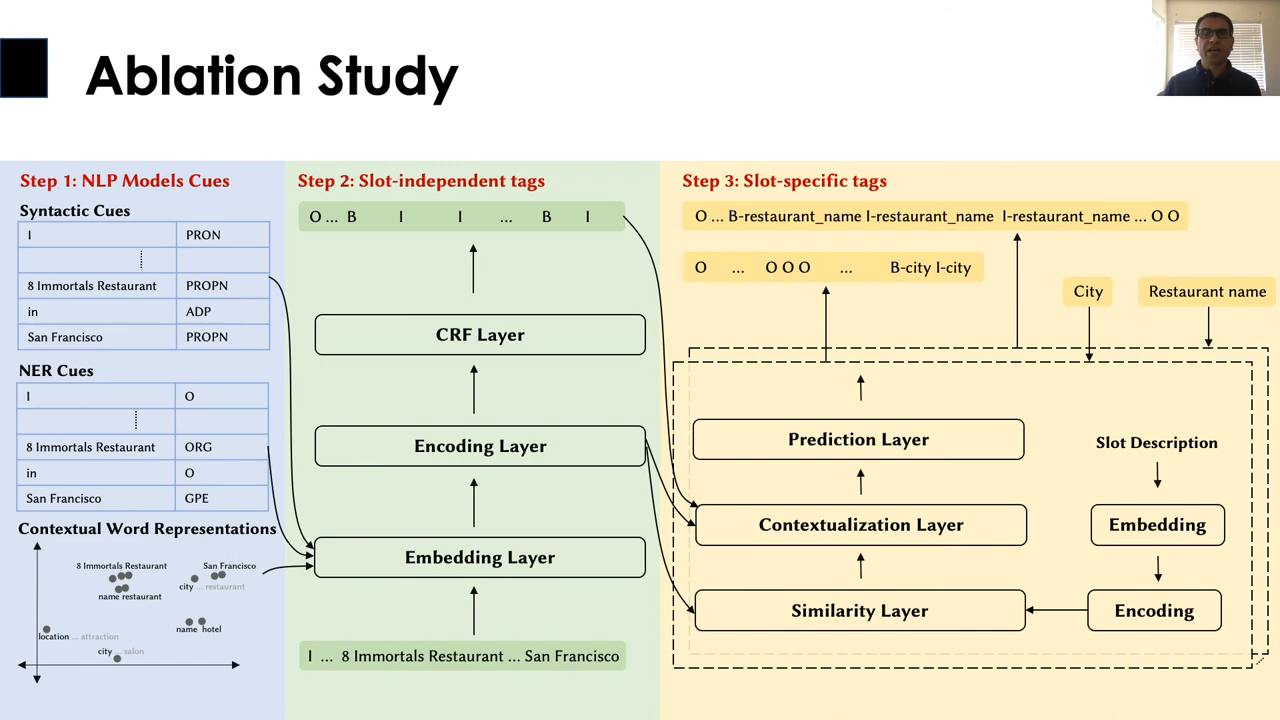 Ablation Study
Step 1: NLP Models Cues
Syntactic Cues
I PRON
8 Immortals Restaurant PROPN
in ADP
San Francisco PROPN
NER Cues
I O
8 Immortals Restaurant ORG
in O
San Francisco GPE
Contextual Word Representations
8 Immortals Restaurant
San Francisco
city ... restaurant
name restaurant
name hotel
location ... attraction
city ... salon
Step 2: Slot-independent tags
O ... B I I ... B I
CRF Layer
Encoding Layer
Embedding Layer
I ... 8 Immortals Restaurant ... San Francisco
Step 3: Slot-specific tags
O ... B-restaurant_name I-restaurant_name I-restaurant_name ... O O
O ... O O O ... B-city I-city
City
Restaurant name
Prediction Layer
Slot Description
Contextualization Layer
Embedding
Similarity Layer
Encoding